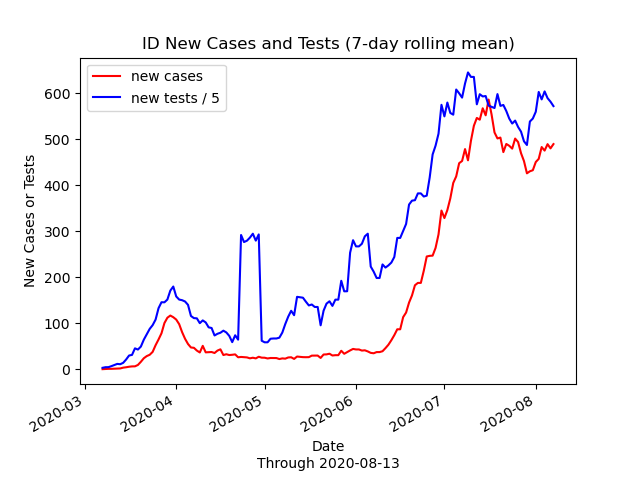 ID New Cases and Tests (7-day rolling mean)
new cases
new tests / 5
New Cases or Tests
600
500
400
300
200
100
0
2020-03
2020-04
2020-05
2020-06
2020-07
2020-08
Date
Through 2020-08-13